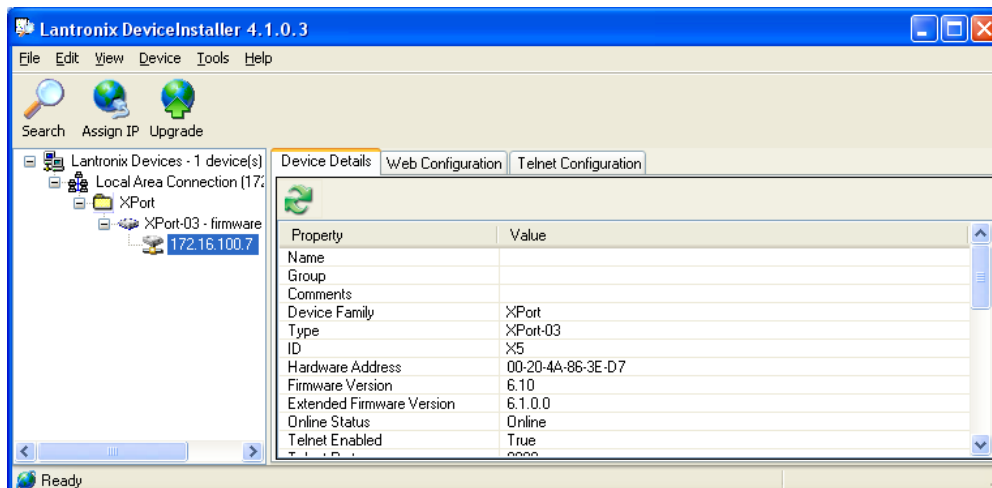 Lantronix DeviceInstaller 4.1.0.3
File Edit View Device Tools Help
Search Assign IP Upgrade
Lantronix Devices - 1 device(s)
Local Area Connection (172
XPort
XPort-03 - firmware
172.16.100.7
Device Details Web Configuration Telnet Configuration
Property Value
Name
Group
Comments
Device Family XPort
Type XPort-03
ID X5
Hardware Address 00-20-4A-86-3E-D7
Firmware Version 6.10
Extended Firmware Version 6.1.0.0
Online Status Online
Telnet Enabled True
Ready